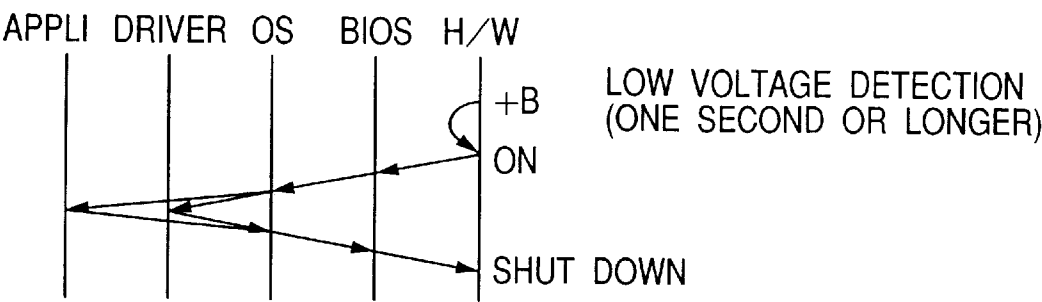 APPLI DRIVER OS BIOS H/W
LOW VOLTAGE DETECTION
+B
(ONE SECOND OR LONGER)
ON
SHUT DOWN